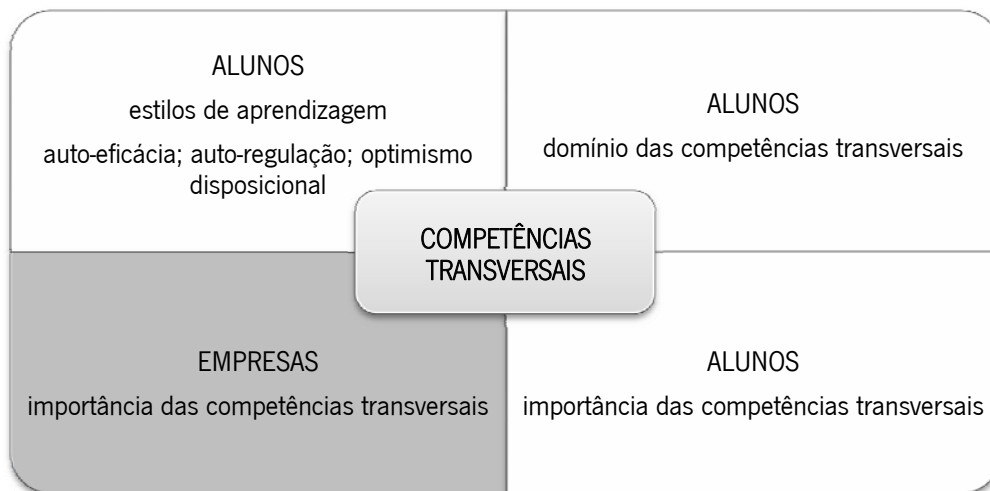 ALUNOS
estilos de aprendizagem
auto-eficácia; auto-regulação; optimismo
disposicional
ALUNOS
domínio das competências transversais
COMPETÊNCIAS
TRANSVERSAIS
EMPRESAS
importância das competências transversais
ALUNOS
importância das competências transversais